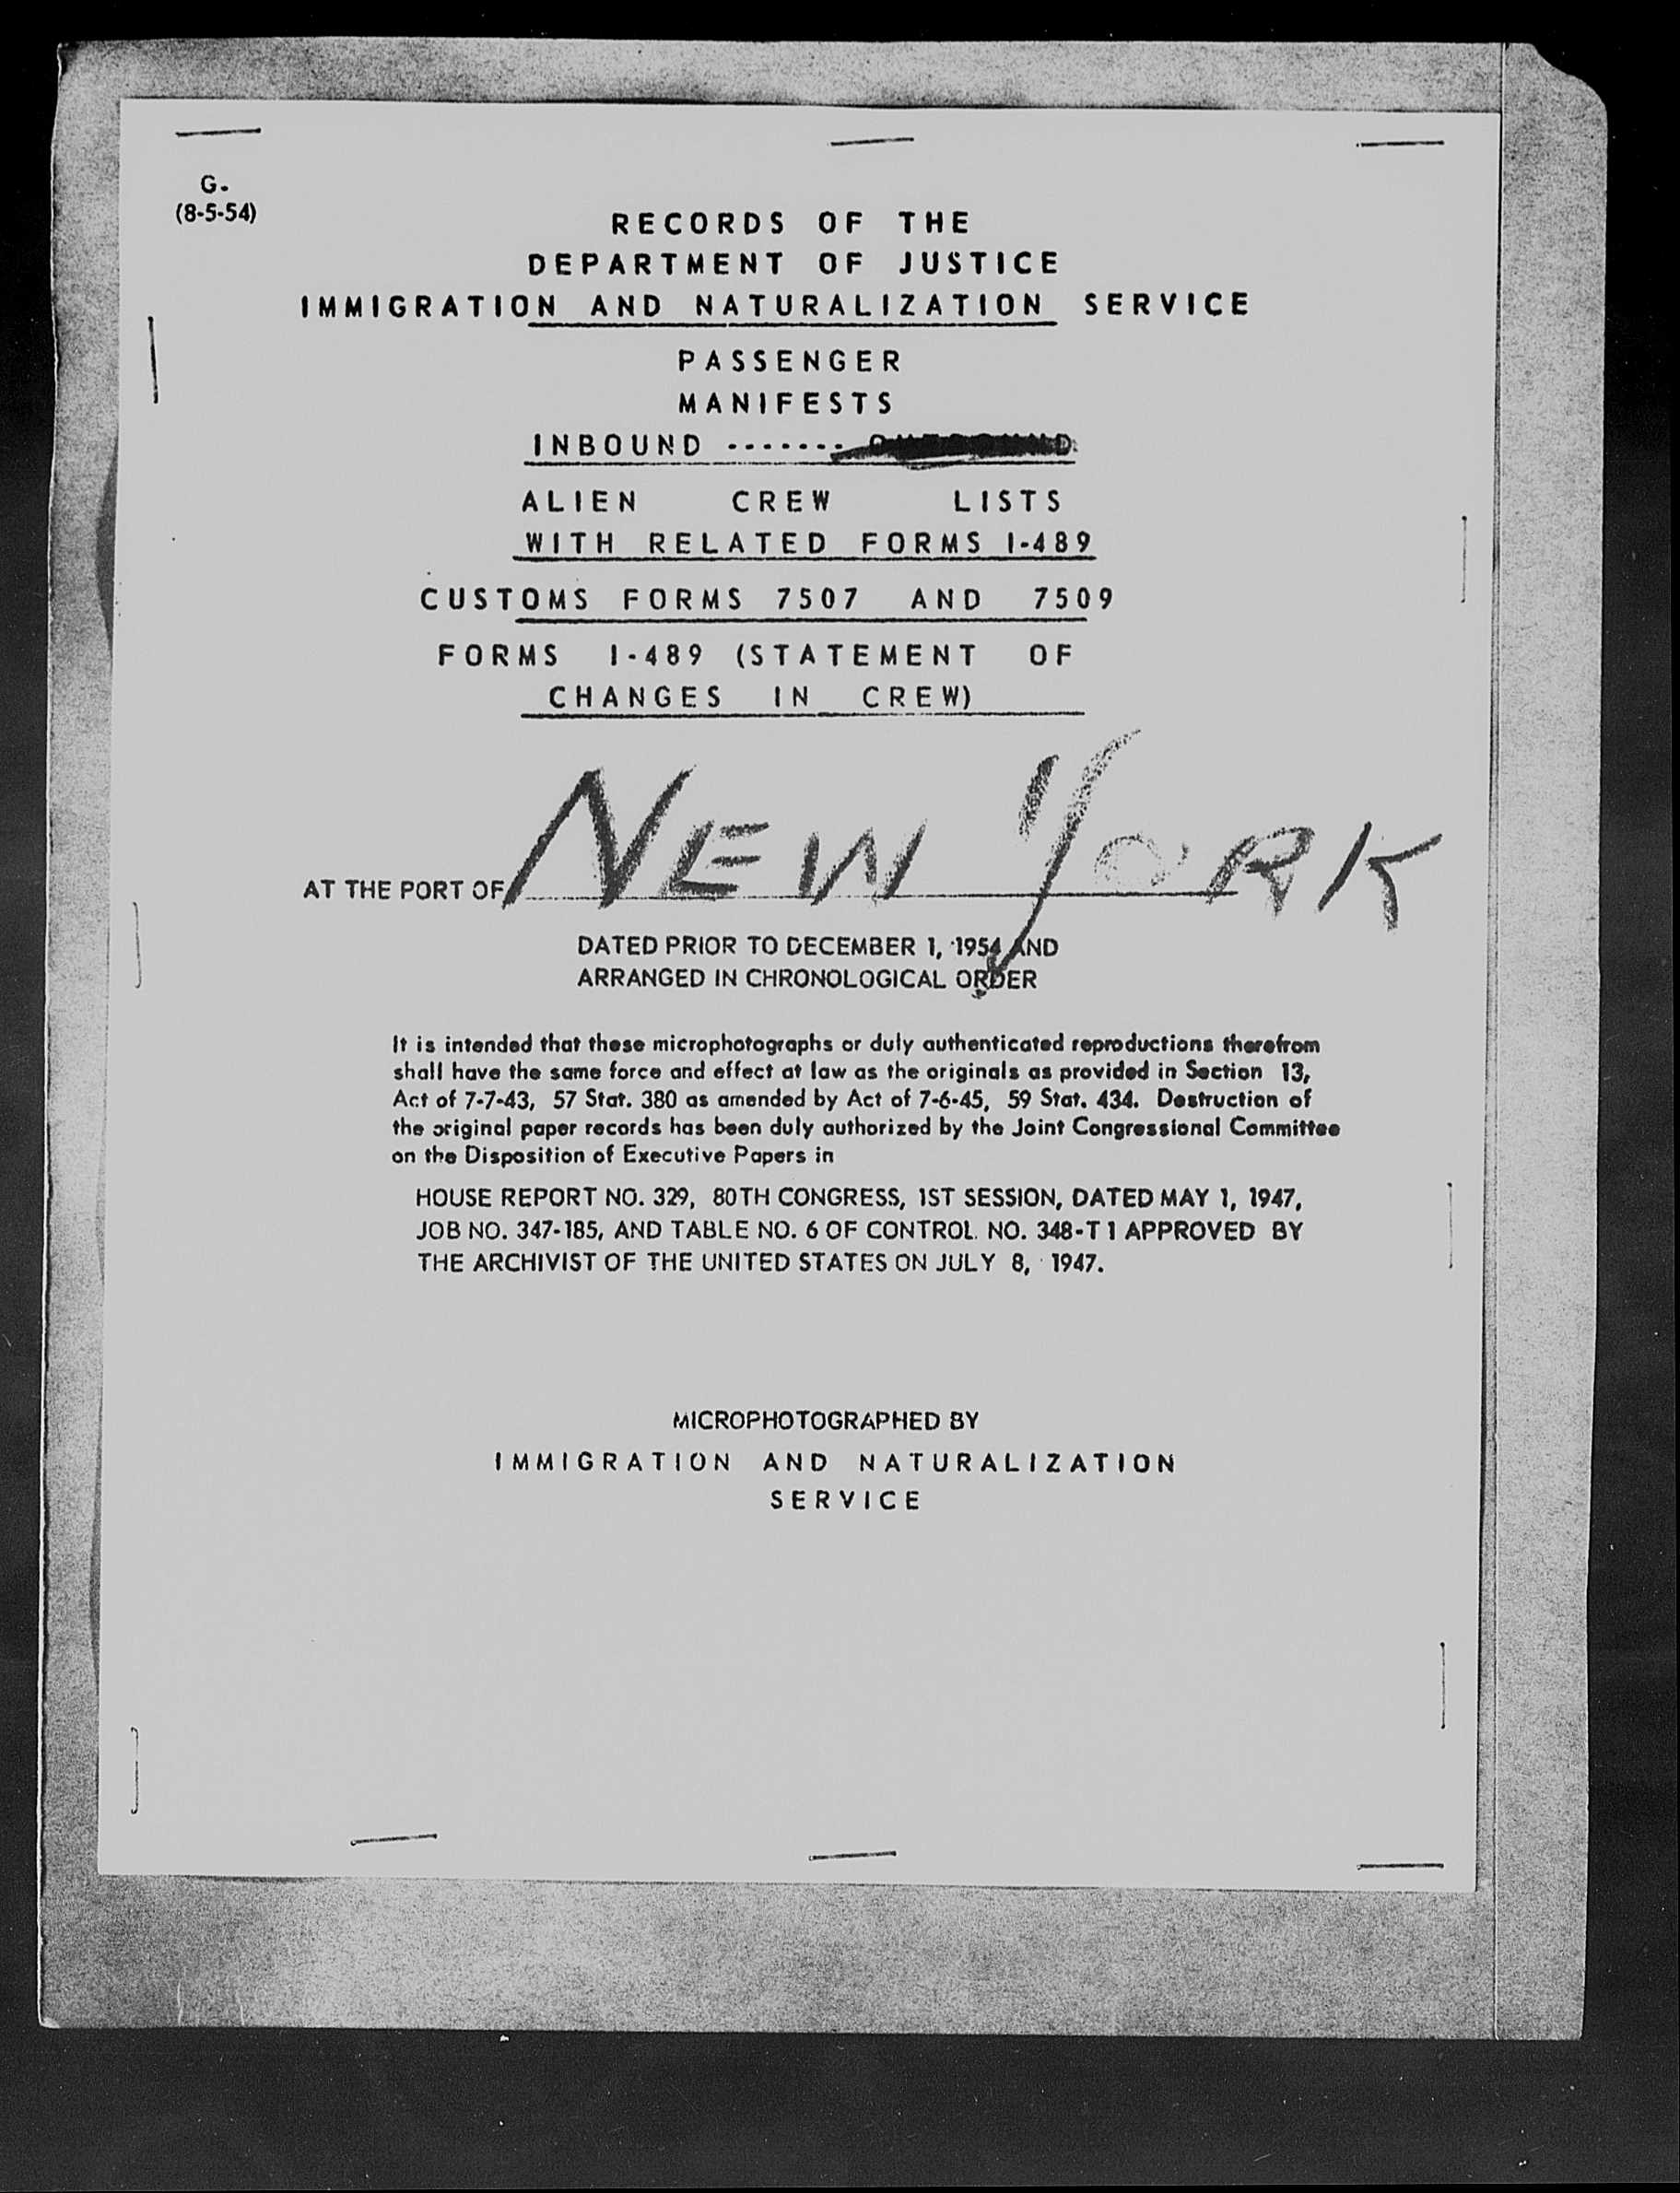 G-
(8-5-54)
RECORDS OF THE
DEPARTMENT OF JUSTICE
IMMIGRATION AND NATURALIZATION SERVICE
PASSENGER
MANIFESTS
INBOUND -------
ALIEN CREW LISTS
WITH RELATED FORMS I-489
CUSTOMS FORMS 7507 AND 7509
FORMS I-489 (STATEMENT OF
CHANGES IN CREW)
AT THE PORT OF NEW YORK
DATED PRIOR TO DECEMBER 1, 1954 AND
ARRANGED IN CHRONOLOGICAL ORDER
It is intended that these microphotographs or duly authenticated reproductions therefrom
shall have the same force and effect at law as the originals as provided in Section 13,
Act of 7-7-43, 57 Stat. 380 as amended by Act of 7-6-45, 59 Stat. 434. Destruction of
the original paper records has been duly authorized by the Joint Congressional Committee
on the Disposition of Executive Papers in
HOUSE REPORT NO. 329, 80TH CONGRESS, 1ST SESSION, DATED MAY 1, 1947,
JOB NO. 347-185, AND TABLE NO. 6 OF CONTROL NO. 348-T1 APPROVED BY
THE ARCHIVIST OF THE UNITED STATES ON JULY 8, 1947.
MICROPHOTOGRAPHED BY
IMMIGRATION AND NATURALIZATION
SERVICE